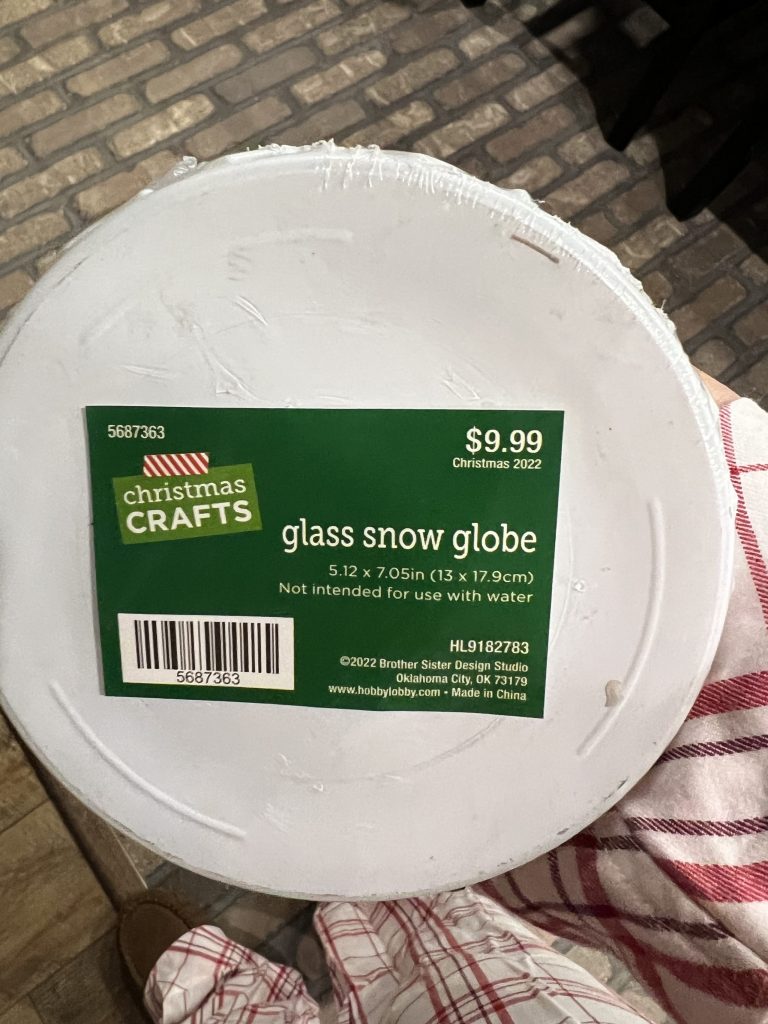 5687363
$9.99
Christmas 2022
christmas
CRAFTS
glass snow globe
5.12 x 7.05in (13 x 17.9cm)
Not intended for use with water
HL9182783
©2022 Brother Sister Design Studio
Oklahoma City, OK 73179
www.hobbylobby.com • Made in China
5687363